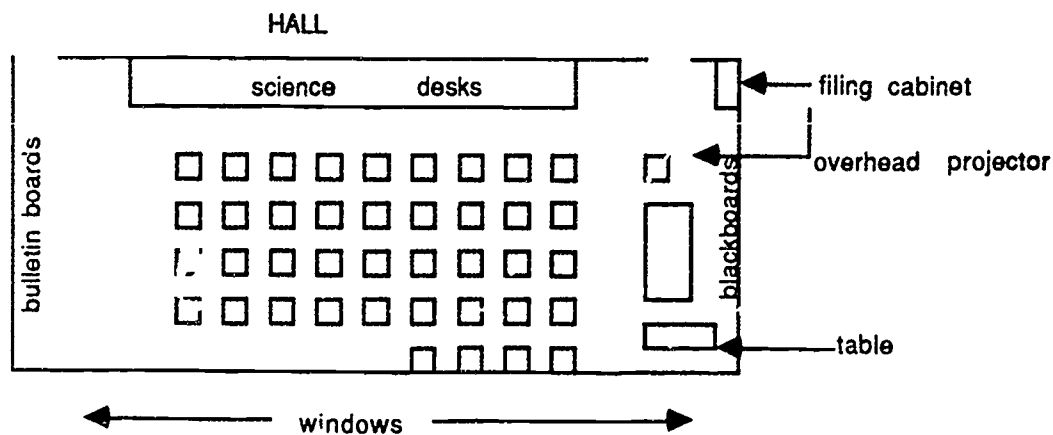 HALL
science desks
filing cabinet
bulletin boards
blackboards
overhead projector
table
windows